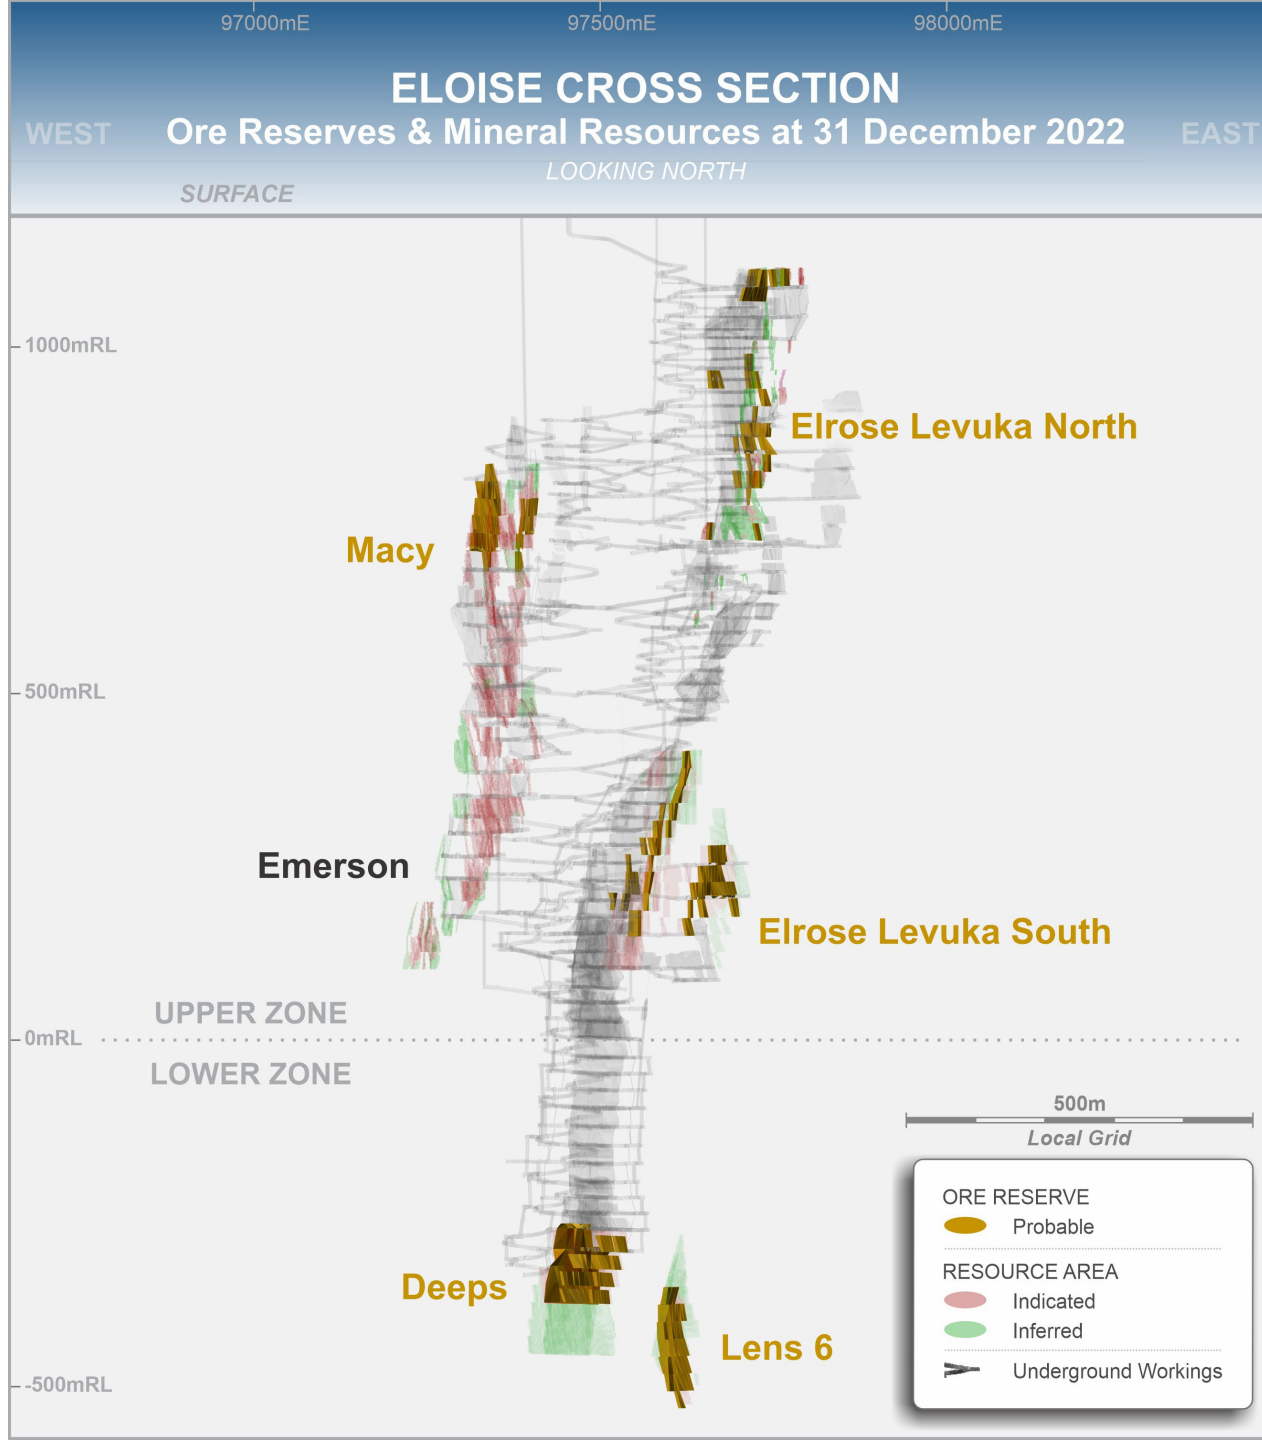 97000mE 97500mE 98000mE
ELOISE CROSS SECTION
WEST Ore Reserves & Mineral Resources at 31 December 2022 EAST
LOOKING NORTH
SURFACE
1000mRL
Elrose Levuka North
Macy
500mRL
Emerson
Elrose Levuka South
UPPER ZONE
0mRL
LOWER ZONE
500m
Local Grid
ORE RESERVE
Probable
RESOURCE AREA
Indicated
Inferred
Underground Workings
Deeps
Lens 6
-500mRL